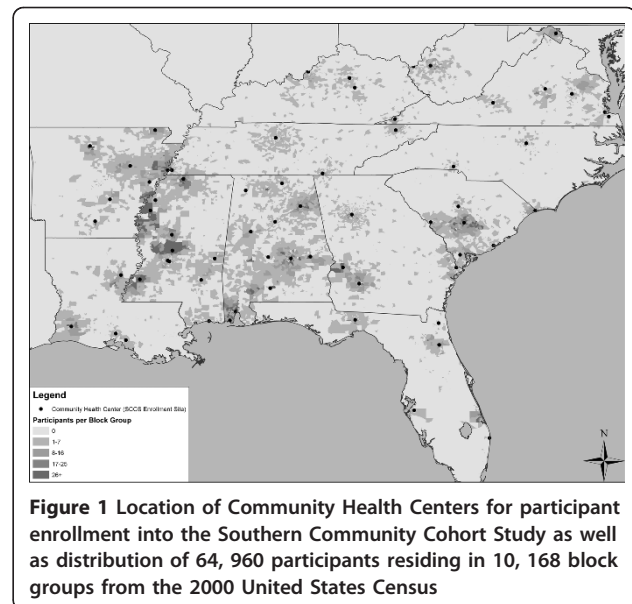 N
Legend
Community Health Center (SCCS Enrollment Site)
Participants per Block Group
0
1-7
8-16
17-25
26+
Figure 1 Location of Community Health Centers for participant
enrollment into the Southern Community Cohort Study as well
as distribution of 64, 960 participants residing in 10, 168 block
groups from the 2000 United States Census